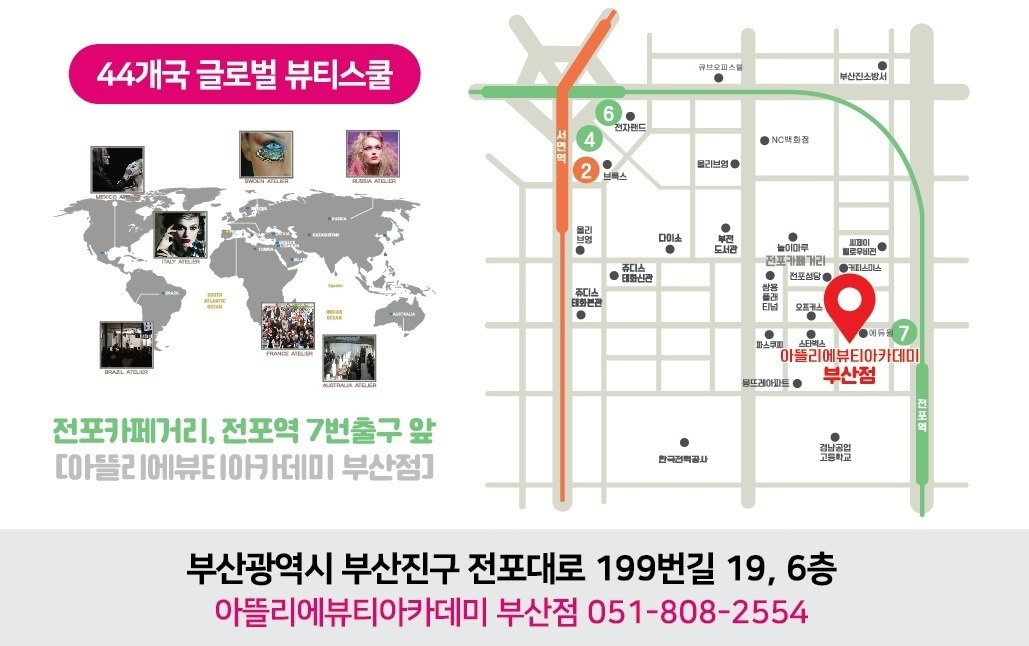 44개국 글로벌 뷰티스쿨
MEXICO ATELIER
SWDEN ATELIER
RUSSIA ATELIER
ITALY ATELIER
RUSSIA
KAZAKHSTAN
TUNISIA
BRAZIL
SOUTH
ATLANTIC
OCEAN
Equator
INDIAN
OCEAN
AUSTRALIA
BRAZIL ATELIER
FRANCE ATELIER
AUSTRALIA ATELIER
전포카페거리, 전포역 7번출구 앞
[아뜰리에뷰티아카데미 부산점]
큐브오피스텔
부산진소방서
6
전자랜드
서면역
4
NC백화점
2
브룩스
올리브영
올리
브영
다이소
부전
도서관
놀이마루
전포카페거리
씨제이
헬로우비전
쥬디스
태화신관
쌍용
플래
티넘
전포성당
커피스미스
쥬디스
태화본관
오프커스
파스쿠찌
스타벅스
에듀윌
7
아뜰리에뷰티아카데미
부산점
몽뜨레아파트
전포역
한국전력공사
경남공업
고등학교
부산광역시 부산진구 전포대로 199번길 19, 6층
아뜰리에뷰티아카데미 부산점 051-808-2554